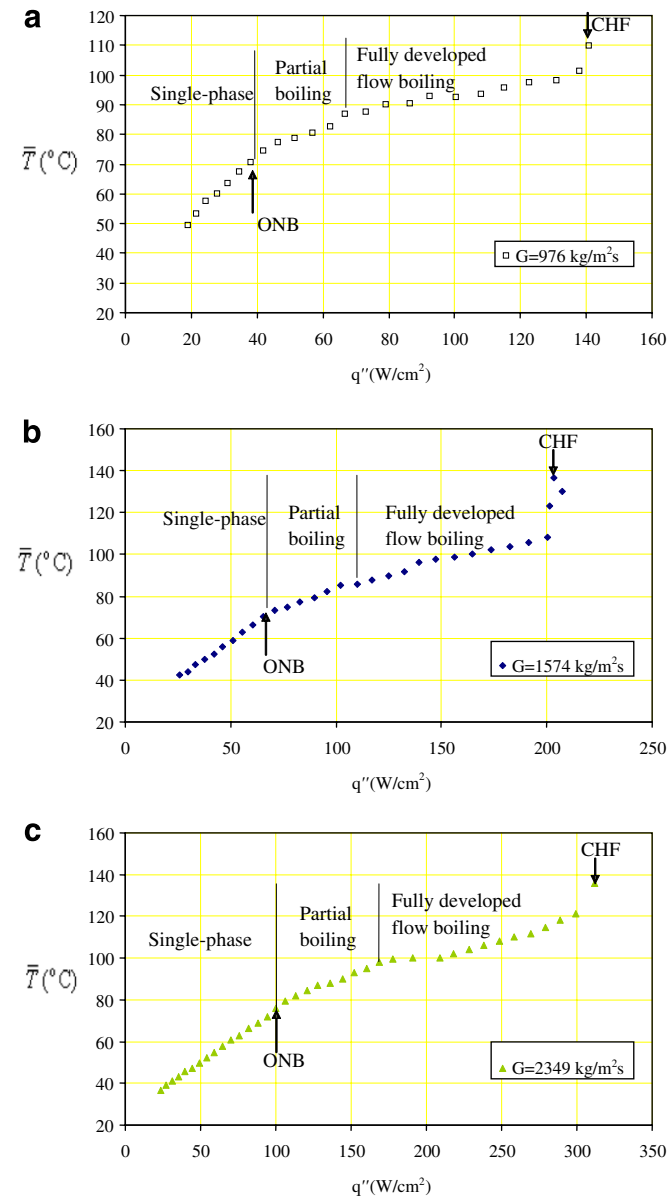 a
120
110
100
90
80
70
60
50
40
30
20
T̿ (°C)
CHF
Single-phase
Partial
boiling
Fully developed
flow boiling
ONB
G=976 kg/m²s
0 20 40 60 80 100 120 140 160
q″(W/cm²)
b
160
140
120
100
80
60
40
20
T̿ (°C)
CHF
Single-phase
Partial
boiling
Fully developed
flow boiling
ONB
G=1574 kg/m²s
0 50 100 150 200 250
q″(W/cm²)
c
160
140
120
100
80
60
40
20
T̿ (°C)
CHF
Single-phase
Partial
boiling
Fully developed
flow boiling
ONB
G=2349 kg/m²s
0 50 100 150 200 250 300 350
q″(W/cm²)